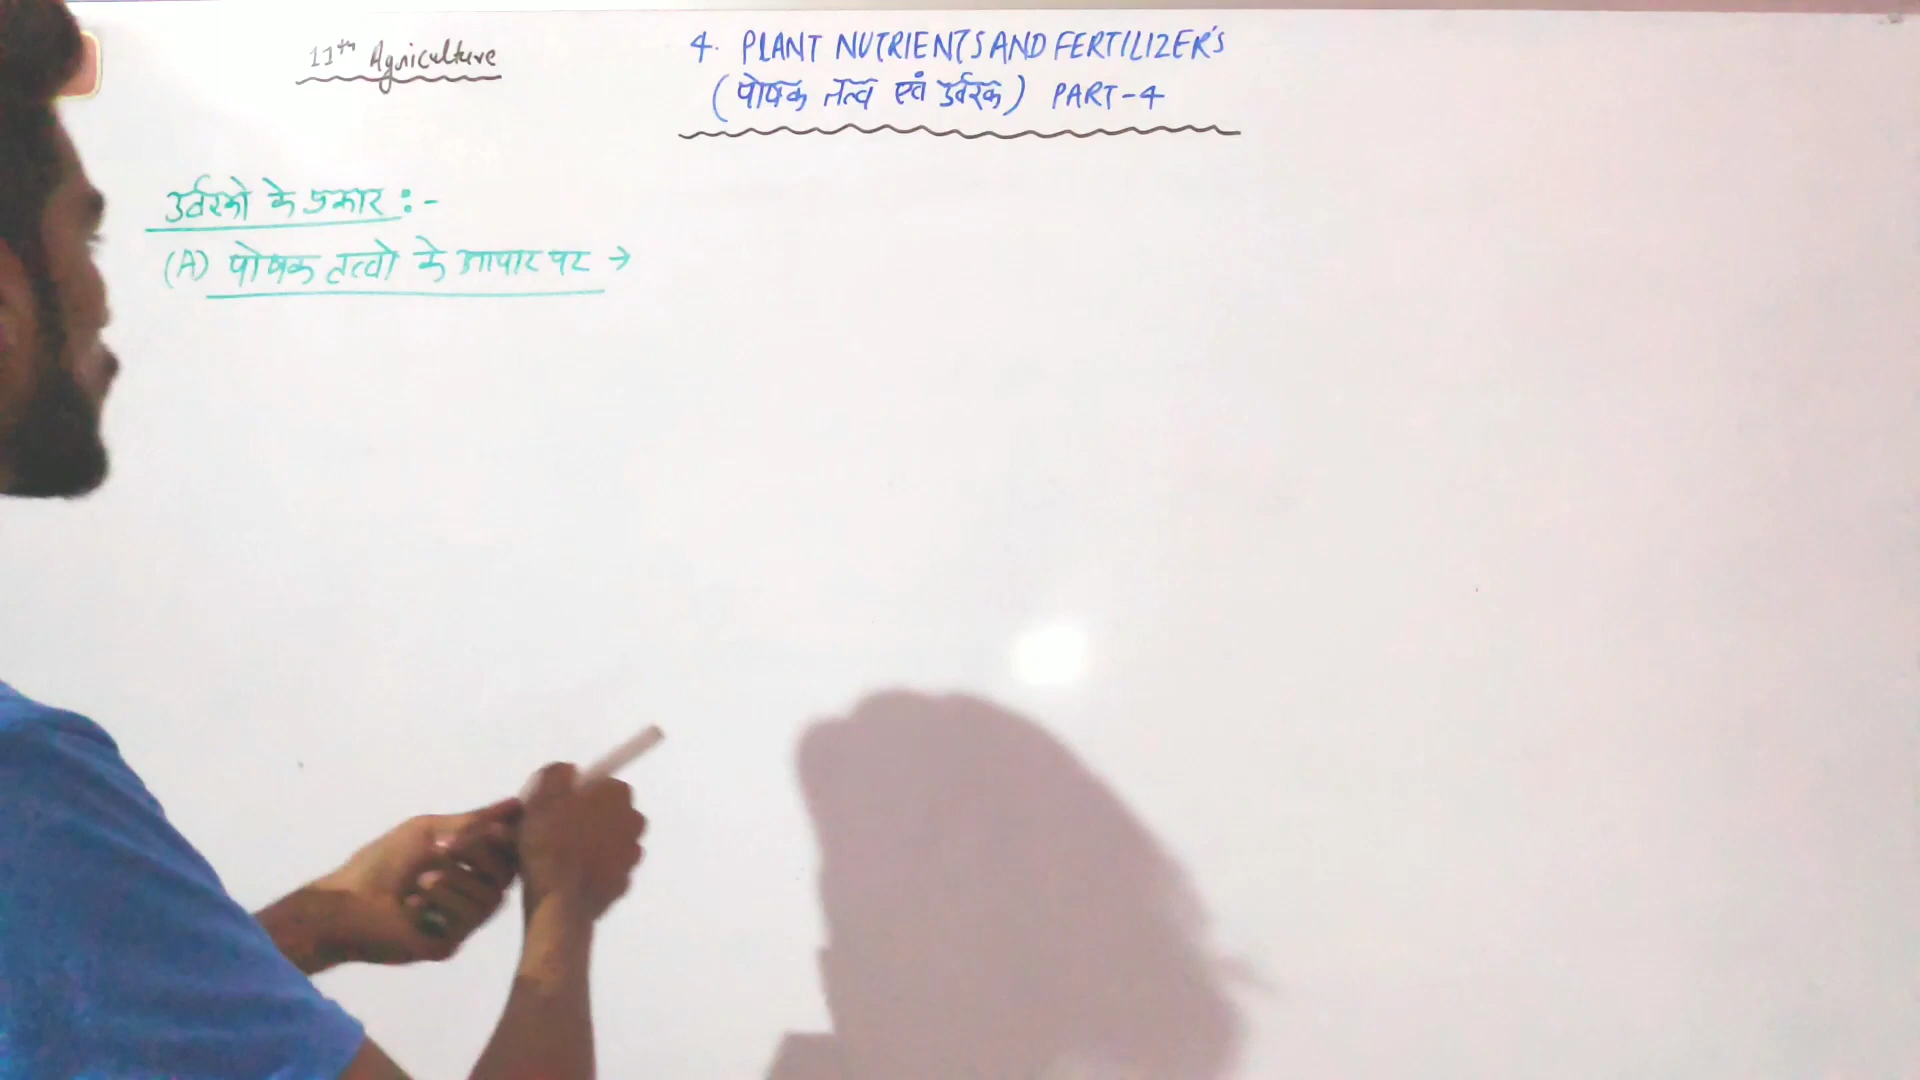 11th Agriculture
4. PLANT NUTRIENTS AND FERTILIZER'S
(पोषक तत्व एवं उर्वरक) PART-4
उर्वरको के प्रकार :-
(A) पोषक तत्वो के आधार पर →